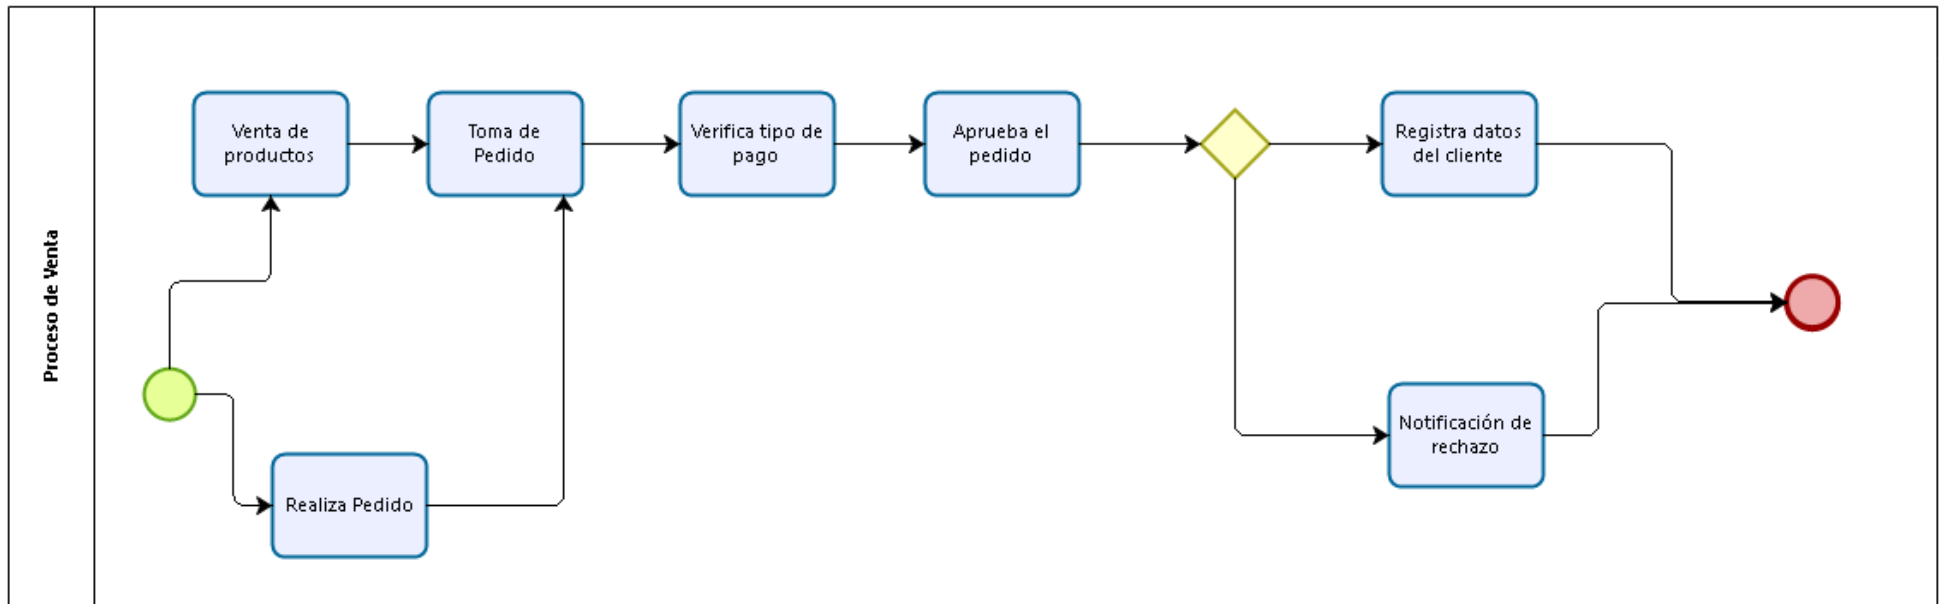 Proceso de Venta
Venta de
productos
Toma de
Pedido
Verifica tipo de
pago
Aprueba el
pedido
Registra datos
del cliente
Notificación de
rechazo
Realiza Pedido